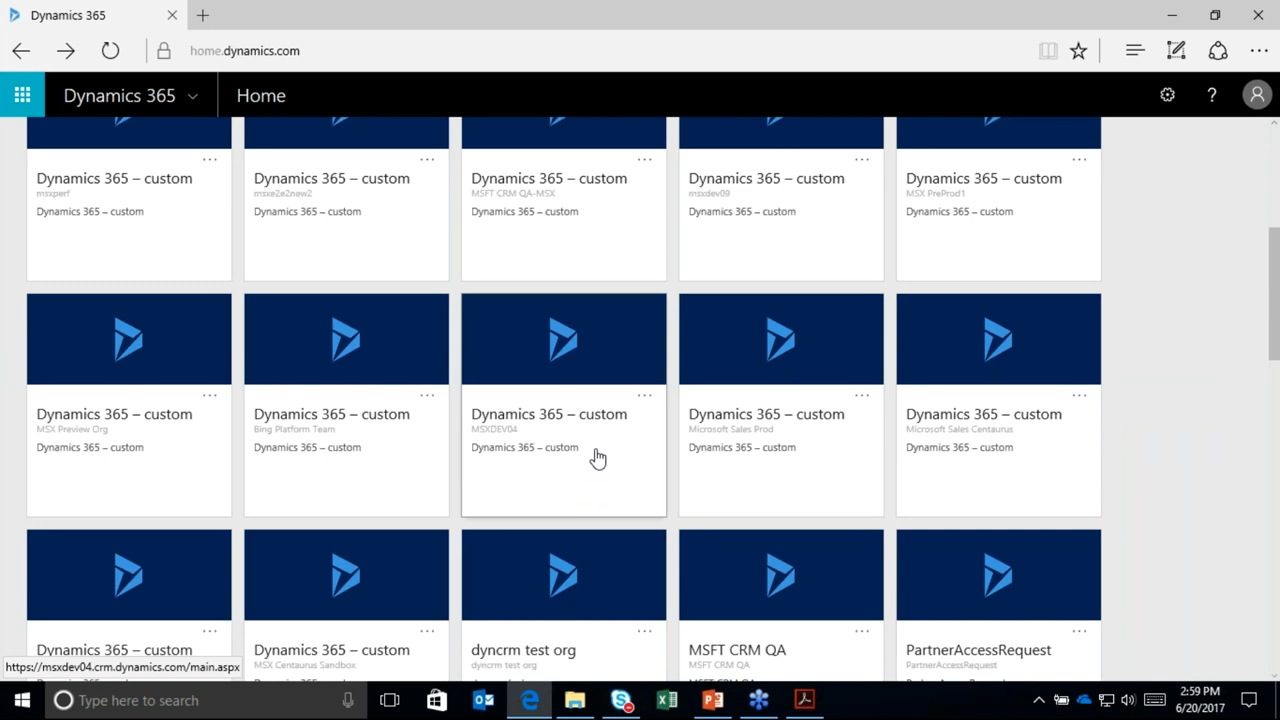 Dynamics 365
home.dynamics.com
Dynamics 365
Home
?
Dynamics 365 – custom
msxperf
Dynamics 365 – custom
Dynamics 365 – custom
msxe2e2new2
Dynamics 365 – custom
Dynamics 365 – custom
MSFT CRM QA-MSX
Dynamics 365 – custom
Dynamics 365 – custom
msxdev09
Dynamics 365 – custom
Dynamics 365 – custom
MSX PreProd1
Dynamics 365 – custom
Dynamics 365 – custom
MSX Preview Org
Dynamics 365 – custom
Dynamics 365 – custom
Bing Platform Team
Dynamics 365 – custom
Dynamics 365 – custom
MSXDEV04
Dynamics 365 – custom
Dynamics 365 – custom
Microsoft Sales Prod
Dynamics 365 – custom
Dynamics 365 – custom
Microsoft Sales Centaurus
Dynamics 365 – custom
Dynamics 365 – custom
Dynamics 365 – custom
MSX Centaurus Sandbox
dyncrm test org
dyncrm test org
MSFT CRM QA
MSFT CRM QA
PartnerAccessRequest
PartnerAccessRequest
https://msxdev04.crm.dynamics.com/main.aspx
Type here to search
2:59 PM
6/20/2017